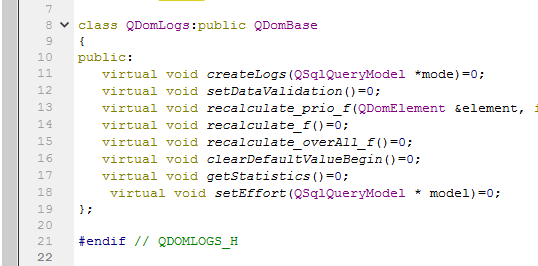 7
8 class QDomLogs:public QDomBase
9 {
10 public:
11 virtual void createLogs(QSqlQueryModel *mode)=0;
12 virtual void setDataValidation()=0;
13 virtual void recalculate_prio_f(QDomElement &element,
14 virtual void recalculate_f()=0;
15 virtual void recalculate_overAll_f()=0;
16 virtual void clearDefaultValueBegin()=0;
17 virtual void getStatistics()=0;
18 virtual void setEffort(QSqlQueryModel * model)=0;
19 };
20
21 #endif // QDOMLOGS_H
22